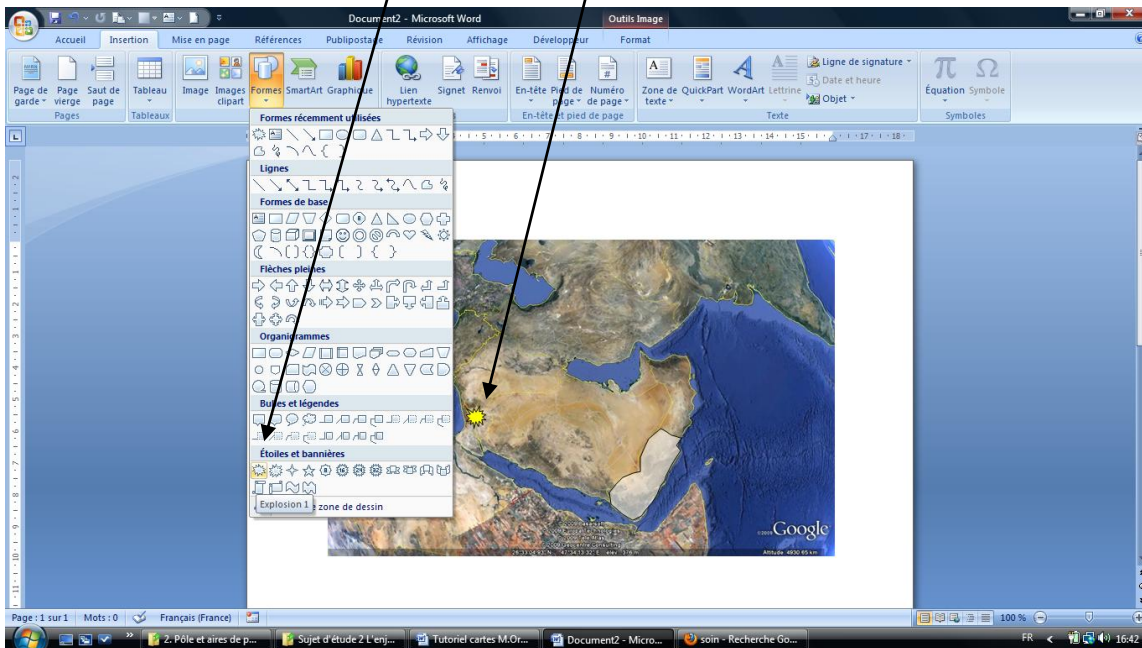 Document2 - Microsoft Word
Outils Image
Accueil Insertion Mise en page Références Publipostage Révision Affichage Développeur Format
Page de garde
Page vierge
Saut de page
Pages
Tableau
Tableaux
Image
Images clipart
Formes
SmartArt
Graphique
Lien hypertexte
Signet
Renvoi
En-tête
Pied de page
Numéro de page
En-tête et pied de page
Zone de texte
QuickPart
WordArt
Lettrine
Ligne de signature
Date et heure
Objet
Texte
Équation
Symbole
Symboles
Formes récemment utilisées
Lignes
Formes de base
Flèches pleines
Organigrammes
Bulles et légendes
Étoiles et bannières
Explosion 1
zone de dessin
Google
Altitude 4930.65 km
Page : 1 sur 1 Mots : 0 Français (France) 100 %
2. Pôle et aires de p...
Sujet d'étude 2 L'enj...
Tutoriel cartes M.Or...
Document2 - Micro...
soin - Recherche Go...
FR
16:42